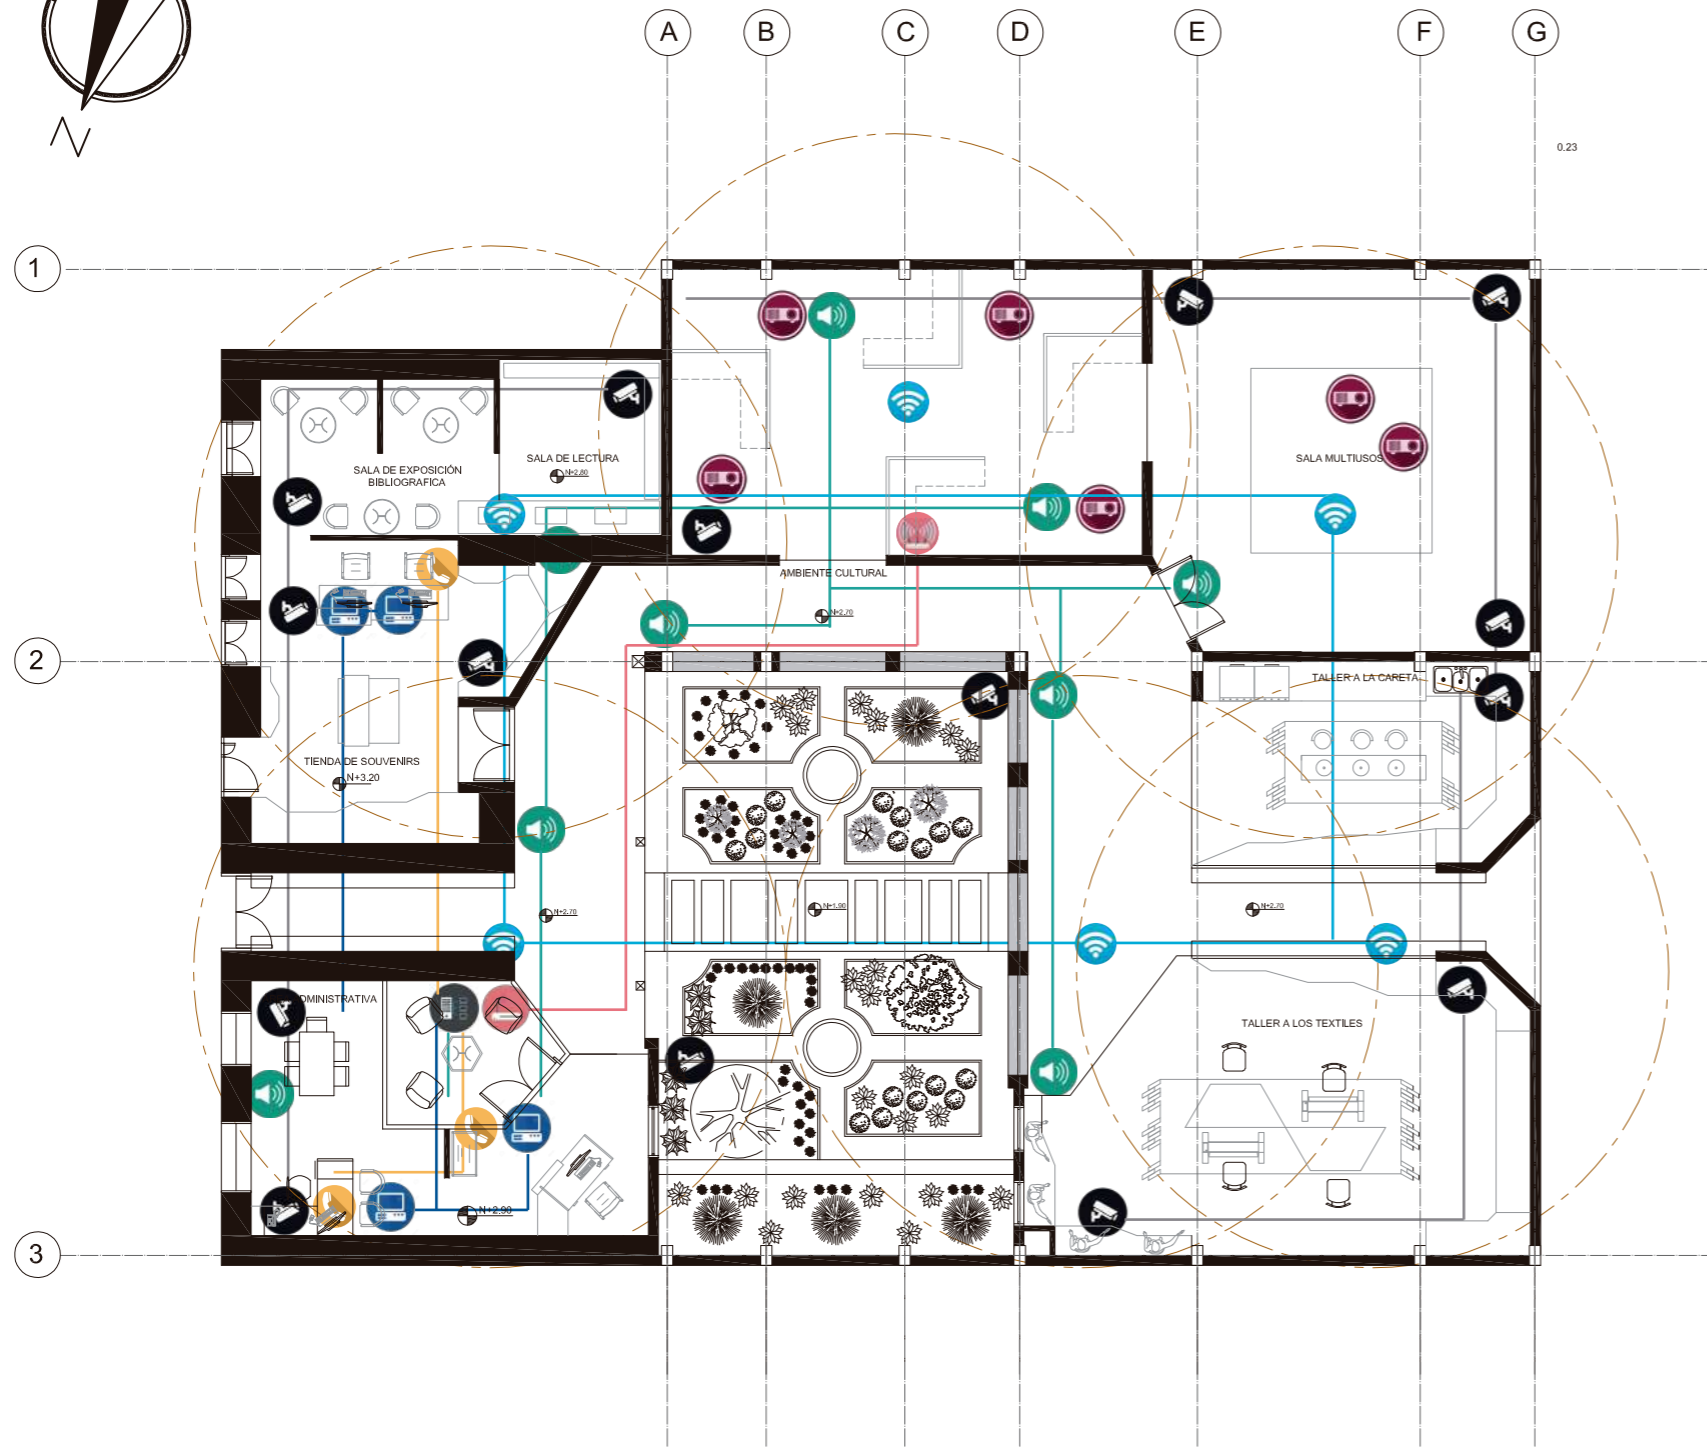 A B C D E F G
N
0.23
1
SALA DE LECTURA
N+2.80
SALA DE EXPOSICIÓN
BIBLIOGRAFICA
SALA MULTIUSOS
AMBIENTE CULTURAL
N+2.70
2
TALLER A LA CARETA
TIENDA DE SOUVENIRS
N+3.20
N+2.70
N+1.90
N+2.70
DMINISTRATIVA
TALLER A LOS TEXTILES
N+2.90
3